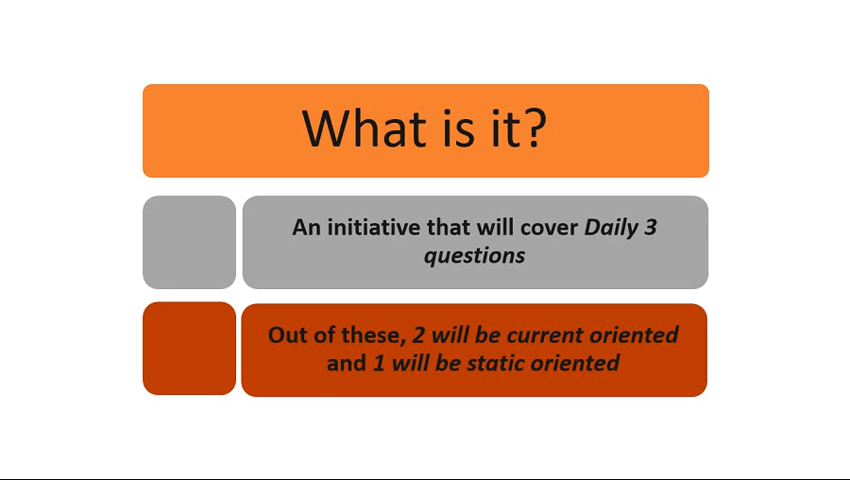 What is it?
An initiative that will cover Daily 3
questions
Out of these, 2 will be current oriented
and 1 will be static oriented